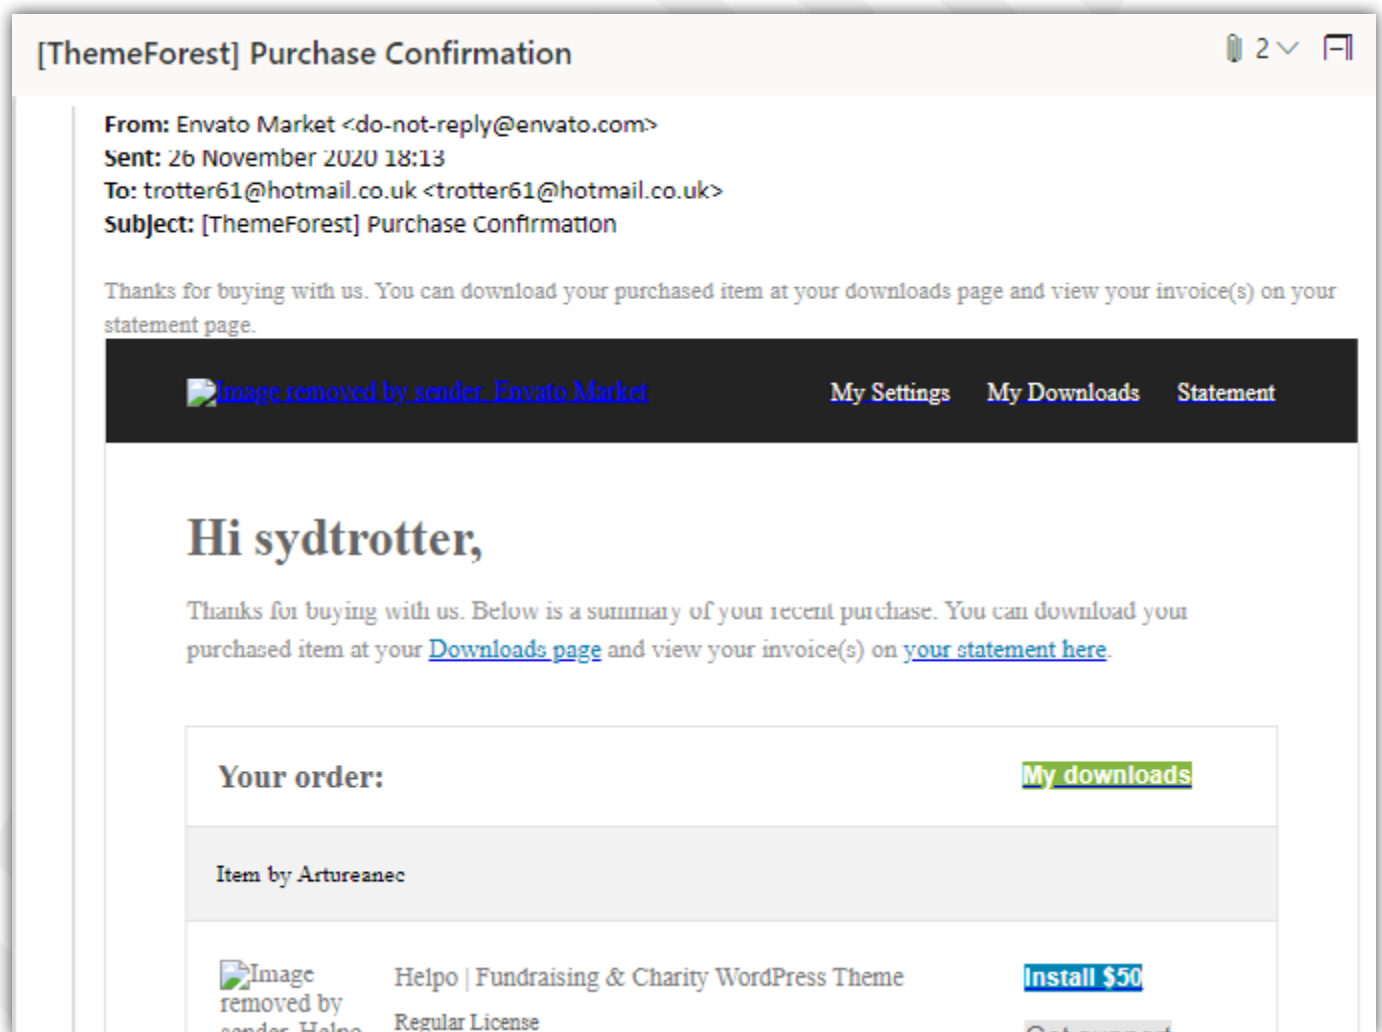 [ThemeForest] Purchase Confirmation
2
From: Envato Market <do-not-reply@envato.com>
Sent: 26 November 2020 18:13
To: trotter61@hotmail.co.uk <trotter61@hotmail.co.uk>
Subject: [ThemeForest] Purchase Confirmation
Thanks for buying with us. You can download your purchased item at your downloads page and view your invoice(s) on your
statement page.
Image removed by sender. Envato Market
My Settings My Downloads Statement
Hi sydtrotter,
Thanks for buying with us. Below is a summary of your recent purchase. You can download your
purchased item at your Downloads page and view your invoice(s) on your statement here.
Your order:
My downloads
Item by Artureanec
Image
removed by
sender. Helpo
Helpo | Fundraising & Charity WordPress Theme
Regular License
Install $50
Get support